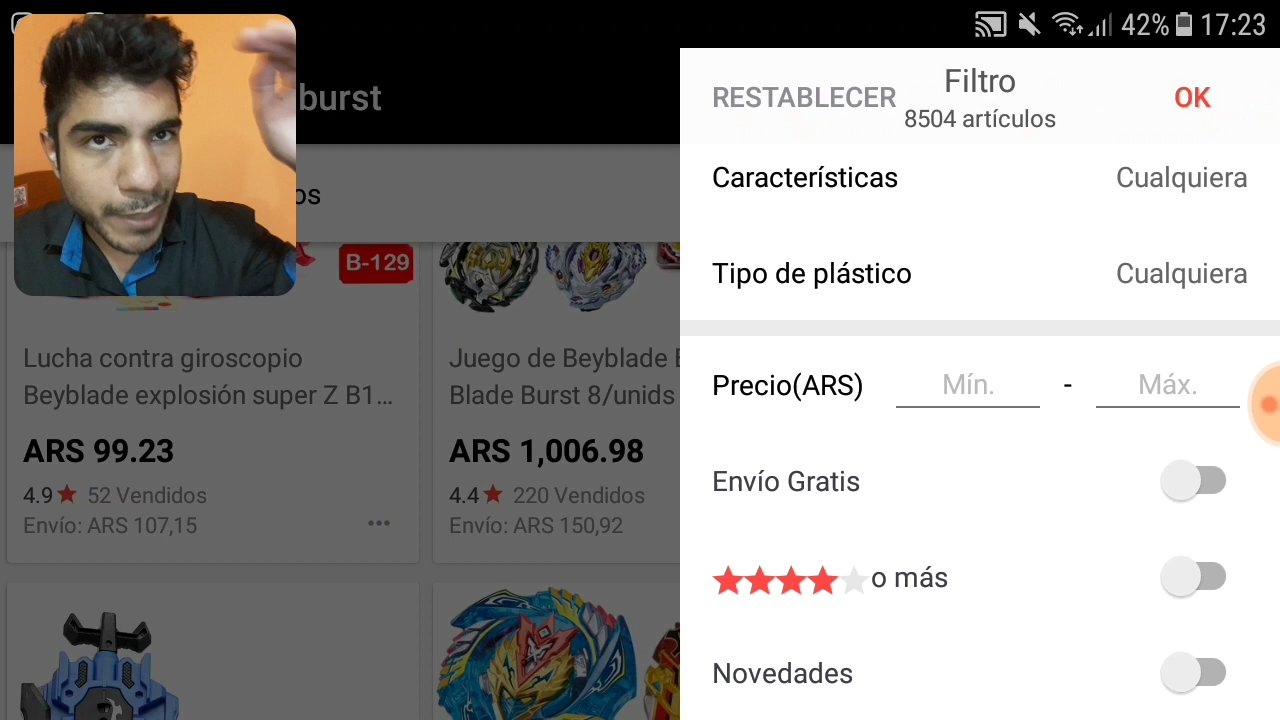 42% 17:23
burst
RESTABLECER
Filtro
8504 artículos
OK
os
Características
Cualquiera
Tipo de plástico
Cualquiera
B-129
Lucha contra giroscopio
Beyblade explosión super Z B1...
ARS 99.23
4.9 52 Vendidos
Envío: ARS 107,15
Juego de Beyblade
Blade Burst 8/unids
ARS 1,006.98
4.4 220 Vendidos
Envío: ARS 150,92
Precio(ARS)
Mín. - Máx.
Envío Gratis
o más
Novedades